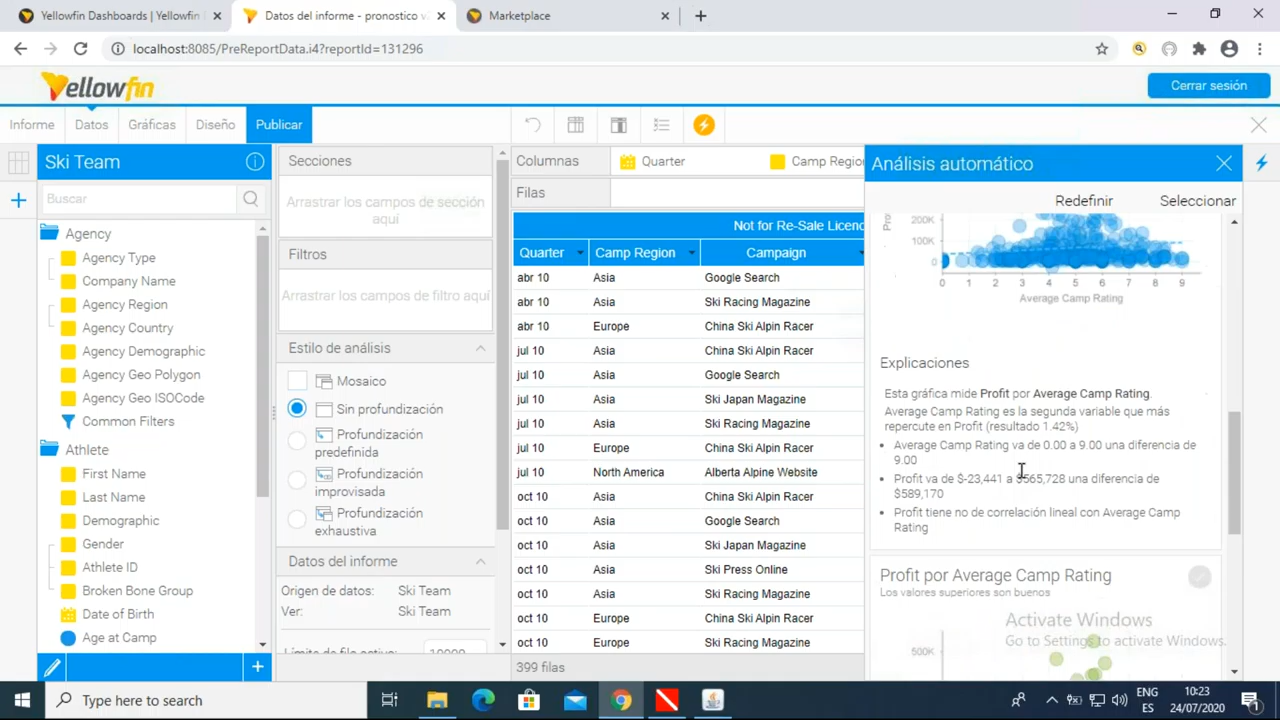 Yellowfin Dashboards | Yellowfin
Datos del informe - pronostico v
Marketplace
localhost:8085/PreReportData.i4?reportId=131296
Yellowfin
Cerrar sesión
Informe
Datos
Gráficas
Diseño
Publicar
Ski Team
Buscar
Agency
Agency Type
Company Name
Agency Region
Agency Country
Agency Demographic
Agency Geo Polygon
Agency Geo ISOCode
Common Filters
Athlete
First Name
Last Name
Demographic
Gender
Athlete ID
Broken Bone Group
Date of Birth
Age at Camp
Secciones
Arrastrar los campos de sección
aquí
Filtros
Arrastrar los campos de filtro aquí
Estilo de análisis
Mosaico
Sin profundización
Profundización
predefinida
Profundización
improvisada
Profundización
exhaustiva
Datos del informe
Origen de datos: Ski Team
Ver: Ski Team
Columnas
Quarter
Camp Regio
Filas
Not for Re-Sale Licenc
Quarter Camp Region Campaign
abr 10 Asia Google Search
abr 10 Asia Ski Racing Magazine
abr 10 Europe China Ski Alpin Racer
jul 10 Asia China Ski Alpin Racer
jul 10 Asia Google Search
jul 10 Asia Ski Japan Magazine
jul 10 Asia Ski Racing Magazine
jul 10 Europe China Ski Alpin Racer
jul 10 North America Alberta Alpine Website
oct 10 Asia China Ski Alpin Racer
oct 10 Asia Google Search
oct 10 Asia Ski Japan Magazine
oct 10 Asia Ski Press Online
oct 10 Asia Ski Racing Magazine
oct 10 Europe China Ski Alpin Racer
oct 10 Europe Ski Racing Magazine
399 filas
Análisis automático
Redefinir
Seleccionar
200K
100K
0
0 1 2 3 4 5 6 7 8 9
Average Camp Rating
Explicaciones
Esta gráfica mide Profit por Average Camp Rating.
Average Camp Rating es la segunda variable que más
repercute en Profit (resultado 1.42%)
Average Camp Rating va de 0.00 a 9.00 una diferencia de
9.00
Profit va de $-23,441 a $565,728 una diferencia de
$589,170
Profit tiene no de correlación lineal con Average Camp
Rating
Profit por Average Camp Rating
Los valores superiores son buenos
500K
Activate Windows
Go to Settings to activate Windows.
Type here to search
ENG
ES
10:23
24/07/2020
1